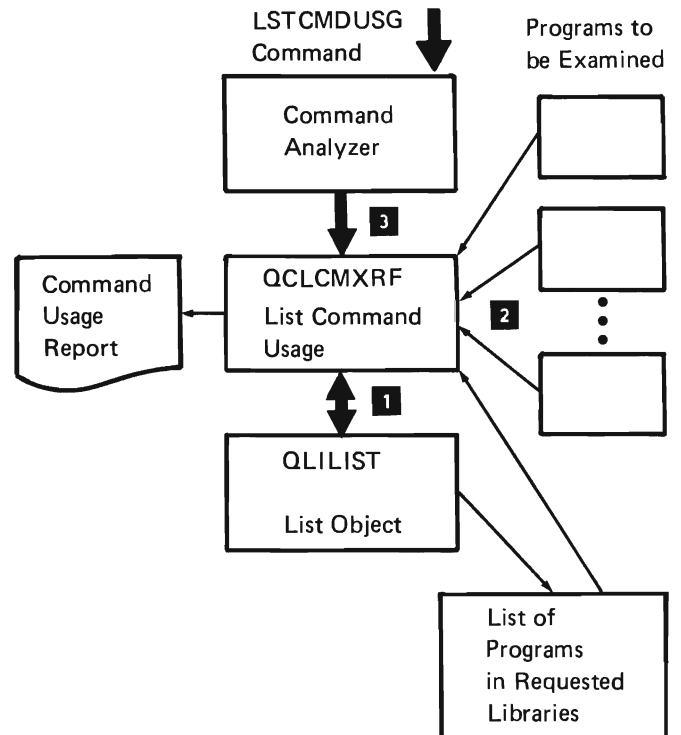 LSTCMDUSG
Command
Programs to
be Examined
Command
Analyzer
3
QCLCMXRF
List Command
Usage
Command
Usage
Report
2
1
QLILIST
List Object
List of
Programs
in Requested
Libraries